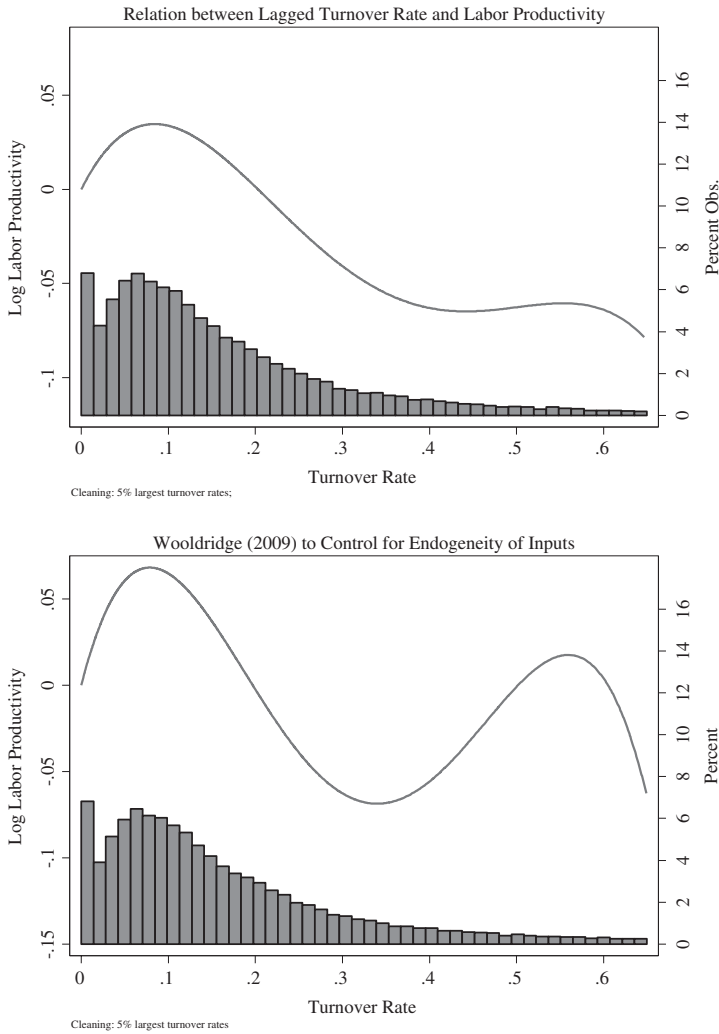 Relation between Lagged Turnover Rate and Labor Productivity
Log Labor Productivity
.05
0
-.05
-.1
Percent Obs.
16
14
12
10
8
6
4
2
0
0 .1 .2 .3 .4 .5 .6
Turnover Rate
Cleaning: 5% largest turnover rates;
Wooldridge (2009) to Control for Endogeneity of Inputs
Log Labor Productivity
.05
0
-.05
-.1
-.15
Percent
16
14
12
10
8
6
4
2
0
0 .1 .2 .3 .4 .5 .6
Turnover Rate
Cleaning: 5% largest turnover rates